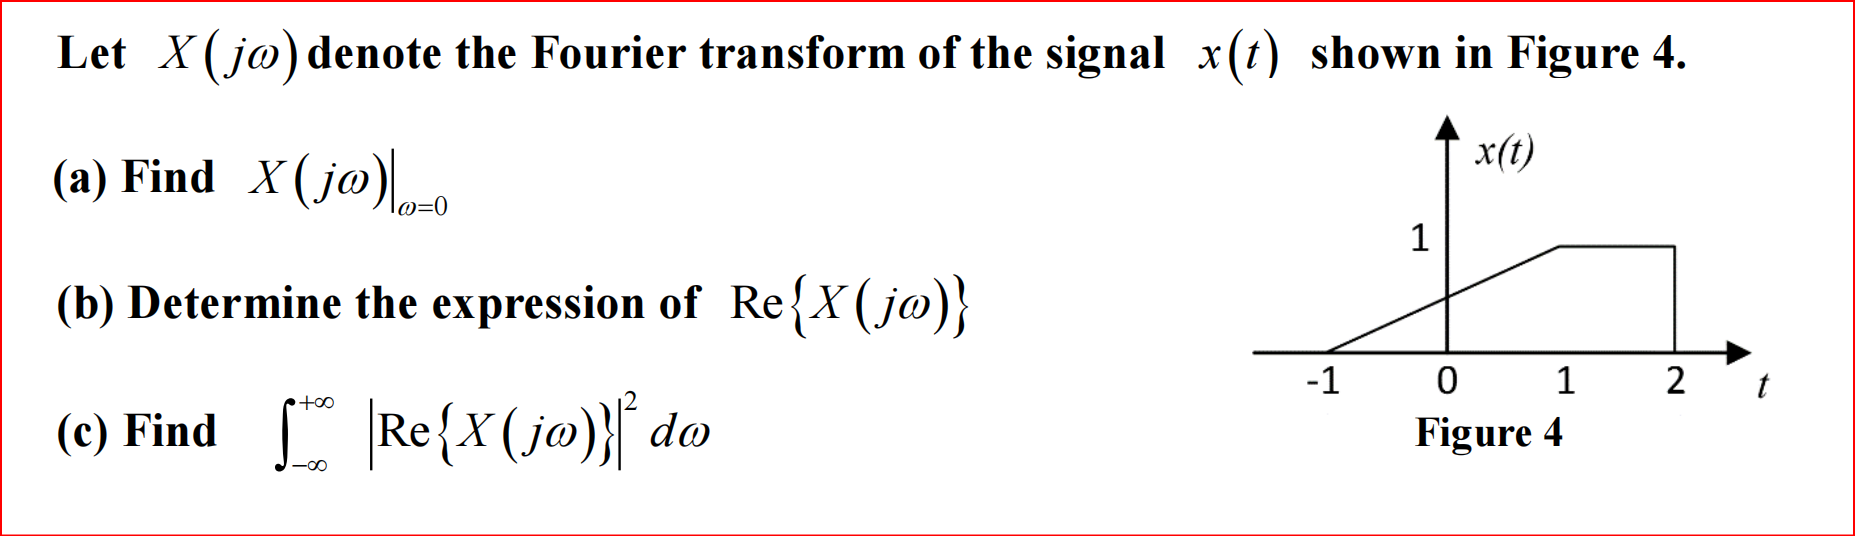 Let X(jω) denote the Fourier transform of the signal x(t) shown in Figure 4.
(a) Find X(jω)|ω=0
(b) Determine the expression of Re{X(jω)}
(c) Find ∫−∞+∞ |Re{X(jω)}|² dω
x(t)
1
-1 0 1 2 t
Figure 4